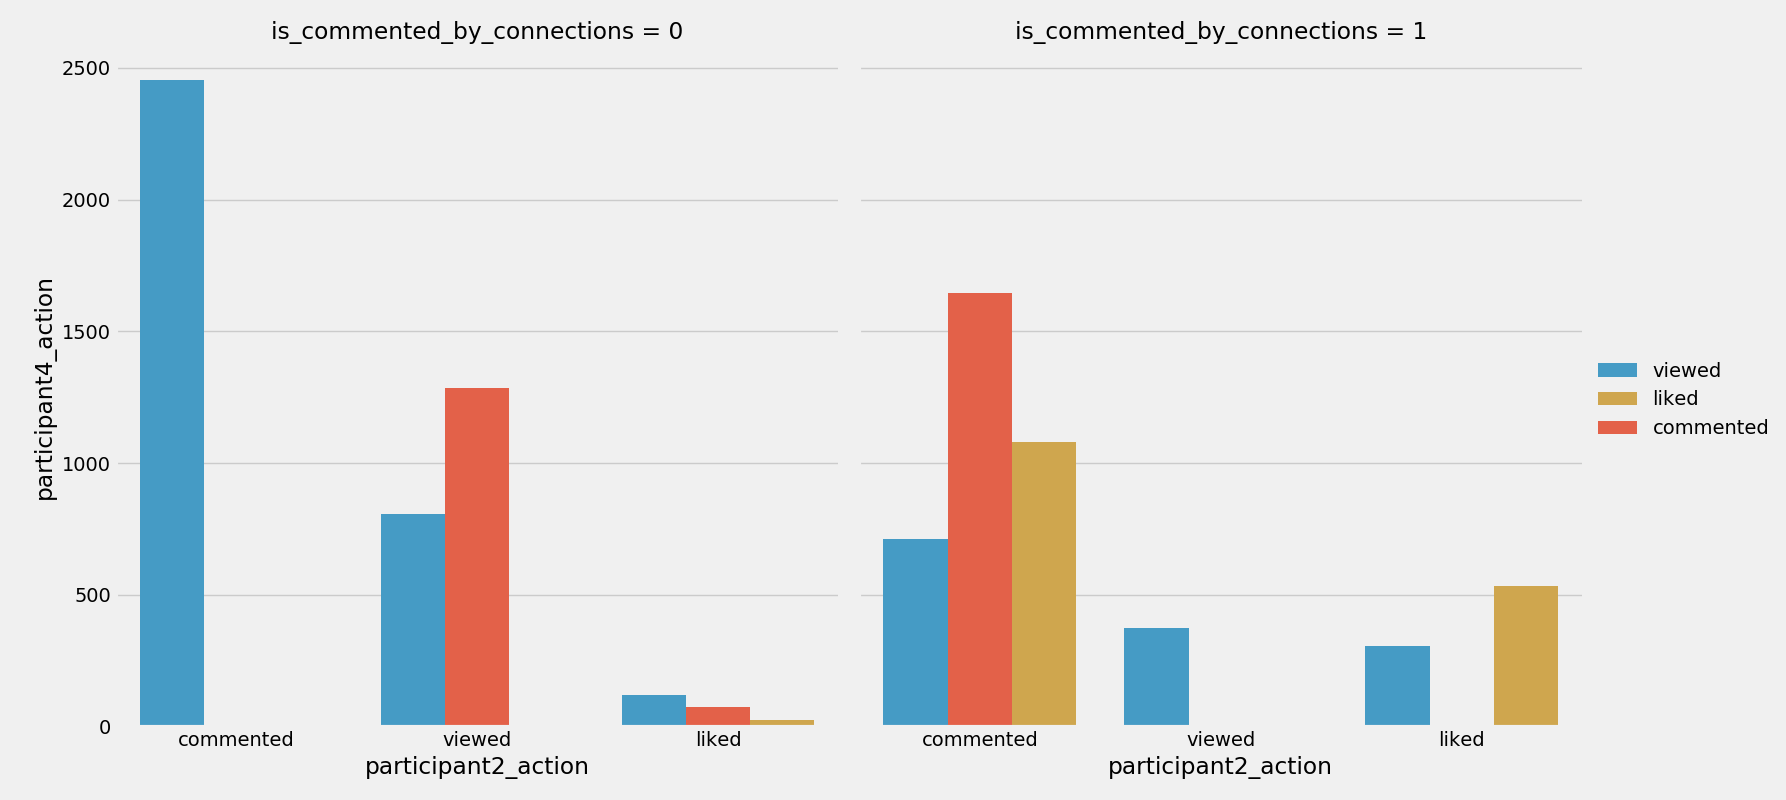 is_commented_by_connections = 0
is_commented_by_connections = 1
participant4_action
2500
2000
1500
1000
500
0
commented
viewed
liked
commented
viewed
liked
participant2_action
participant2_action
viewed
liked
commented